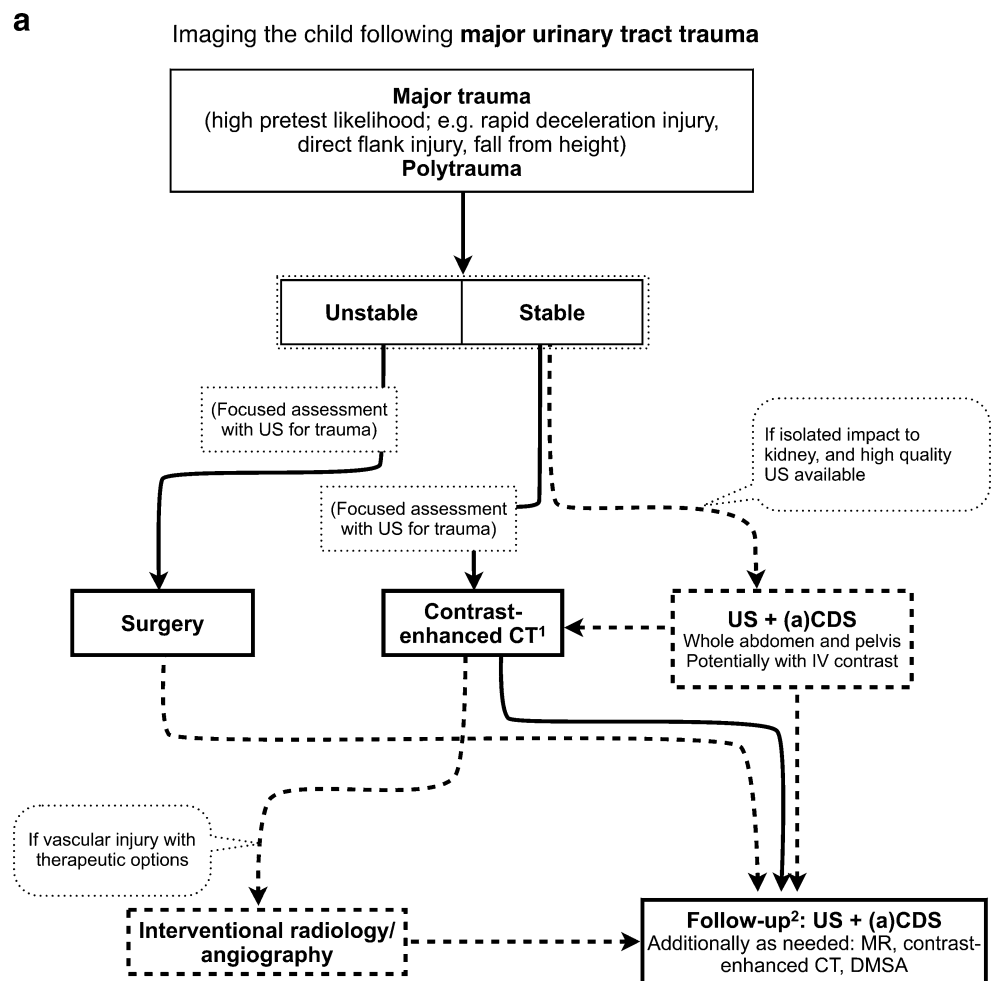 a
Imaging the child following major urinary tract trauma
Major trauma
(high pretest likelihood; e.g. rapid deceleration injury,
direct flank injury, fall from height)
Polytrauma
Unstable
Stable
(Focused assessment
with US for trauma)
If isolated impact to
kidney, and high quality
US available
(Focused assessment
with US for trauma)
Surgery
Contrast-
enhanced CT¹
US + (a)CDS
Whole abdomen and pelvis
Potentially with IV contrast
If vascular injury with
therapeutic options
Interventional radiology/
angiography
Follow-up²: US + (a)CDS
Additionally as needed: MR, contrast-
enhanced CT, DMSA